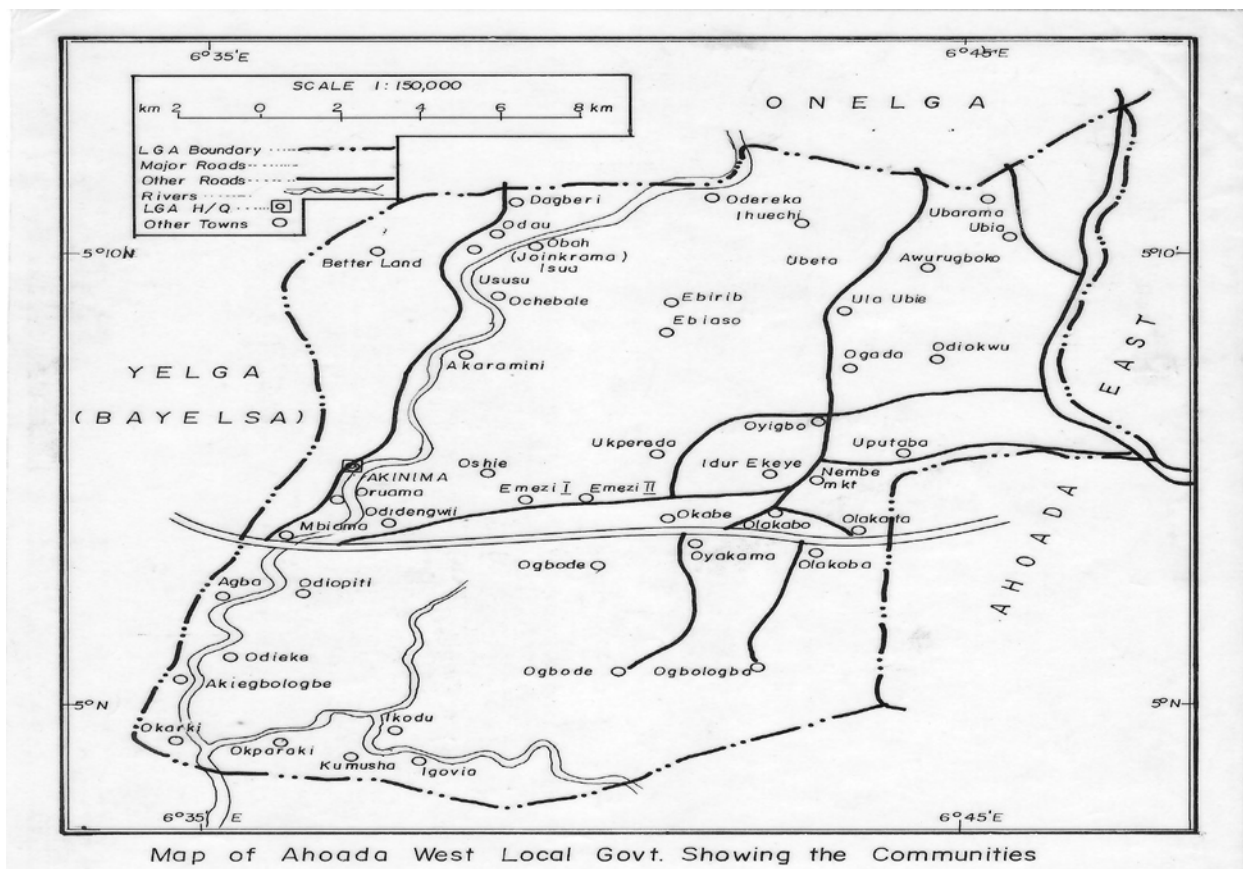 6°35'E
6°45'E
SCALE 1:150,000
km 2 0 2 4 6 8 km
LGA Boundary
Major Roads
Other Roads
Rivers
LGA H/Q
Other Towns
ONELGA
Dagberi
Odereka
Ihuechi
Ubarama
Ubia
Odau
5°10'N
5°10'
Better Land
Obah
(Joinkrama)
Isua
Ubeta
Awurugboko
Ususu
Ochebale
Ebirib
Ula Ubie
Ebiaso
Akaramini
Ogada
Odiokwu
EAST
YELGA
(BAYELSA)
Oyigbo
Ukpereda
Uputaba
AKINIMA
Oshie
Idur Ekeye
Nembe
mkt
Oruama
Emezi I
Emezi II
Odidengwii
Mbiama
Okabe
Olakabo
Olakaita
Oyakama
Olakoba
Ogbode
AHOADA
Agba
Odiopiti
Odieke
Ogbode
Ogbologba
Akiegbologbe
5°N
5°N
Okarki
Ikodu
Okparaki
Kumusha
Igovia
6°35' E
6°45'E
Map of Ahoada West Local Govt. Showing the Communities